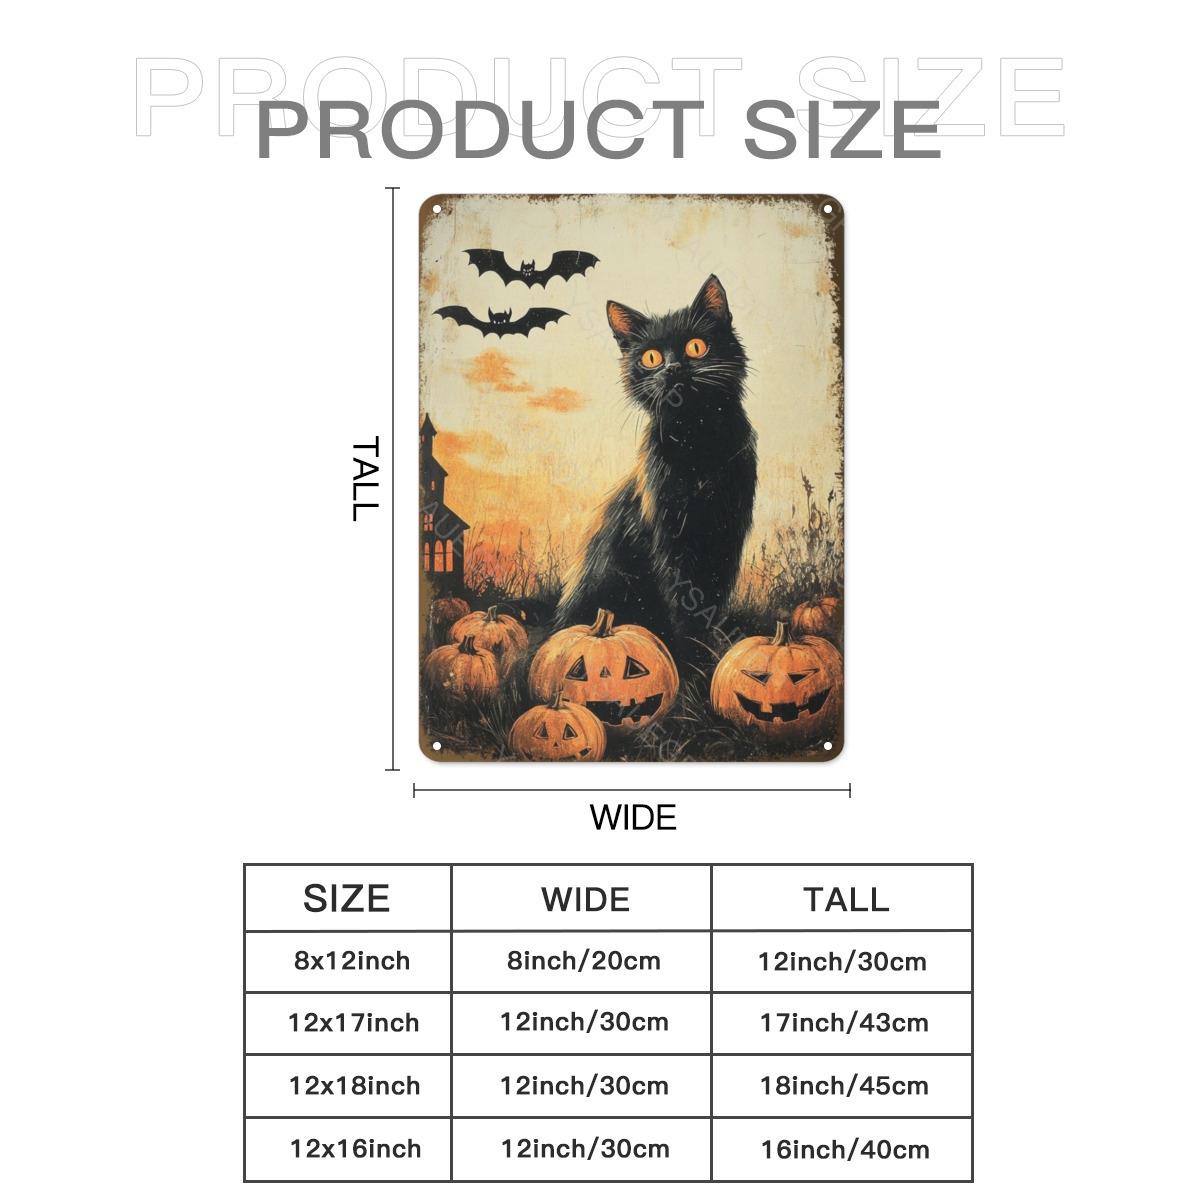 PRODUCT SIZE
PRODUCT SIZE
TALL
WIDE
SIZE WIDE TALL
8x12inch 8inch/20cm 12inch/30cm
12x17inch 12inch/30cm 17inch/43cm
12x18inch 12inch/30cm 18inch/45cm
12x16inch 12inch/30cm 16inch/40cm